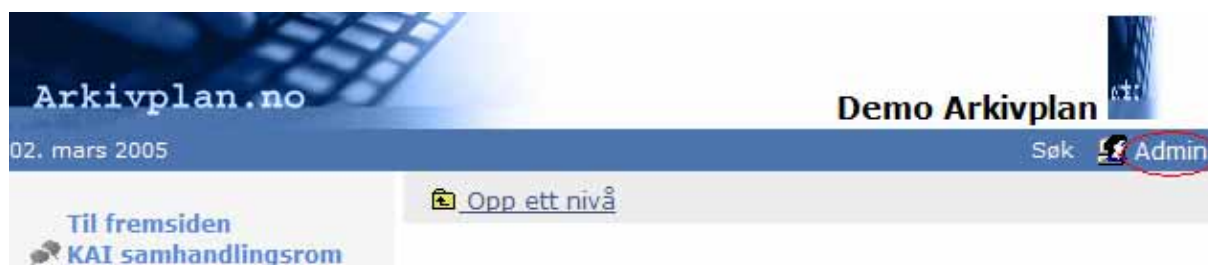 Arkivplan.no
Demo Arkivplan
02. mars 2005
Søk Admin
Opp ett nivå
Til fremsiden
KAI samhandlingsrom